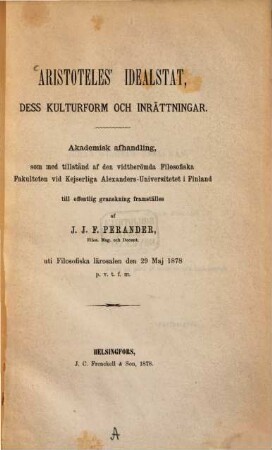 ARISTOTELES' IDEALSTAT,
DESS KULTURFORM OCH INRÄTTNINGAR.
Akademisk afhandling,
som med tillstånd af den vidtberömda Filosofiska
Fakulteten vid Kejserliga Alexanders-Universitetet i Finland
till offentlig granskning framställes
af
J. J. F. PERANDER,
Filos. Mag. och Docent
uti Filosofiska lärosalen den 29 Maj 1878
p. v. t. f. m.
HELSINGFORS,
J. C. Frenckell & Son, 1878.
A